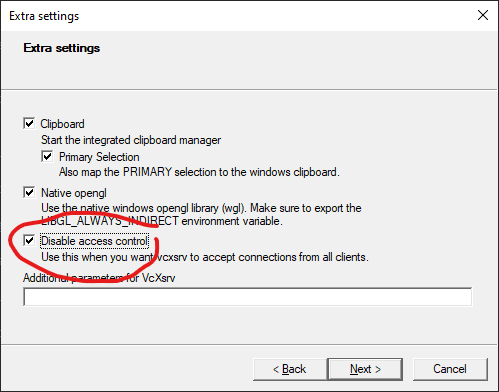 Extra settings
Extra settings
Clipboard
Start the integrated clipboard manager
Primary Selection
Also map the PRIMARY selection to the windows clipboard.
Native opengl
Use the native windows opengl library (wgl). Make sure to export the
LIBGL_ALWAYS_INDIRECT environment variable.
Disable access control
Use this when you want vcxsrv to accept connections from all clients.
Additional parameters for VcXsrv
< Back Next > Cancel